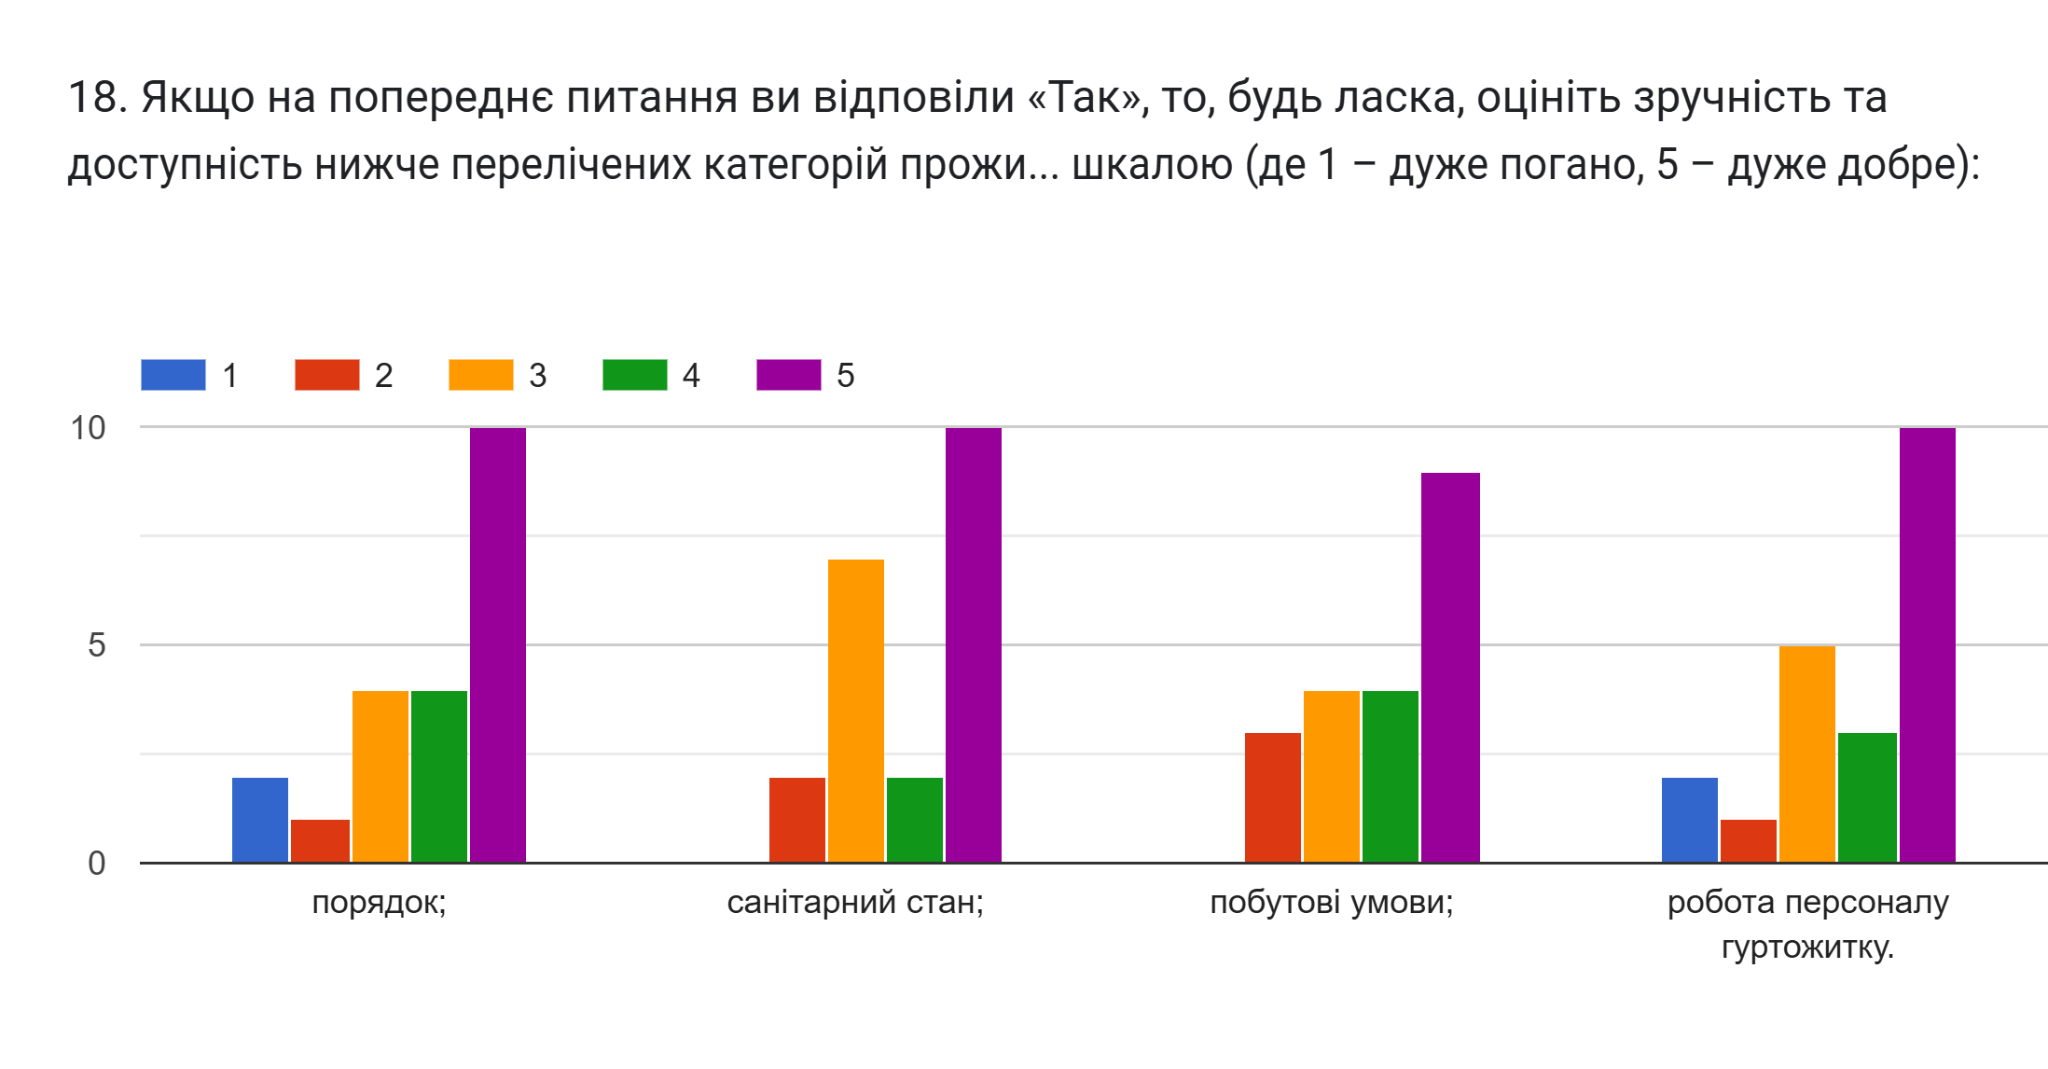 18. Якщо на попереднє питання ви відповіли «Так», то, будь ласка, оцініть зручність та
доступність нижче перелічених категорій прожи... шкалою (де 1 – дуже погано, 5 – дуже добре):
1 2 3 4 5
10
5
0
порядок; санітарний стан; побутові умови; робота персоналу
гуртожитку.